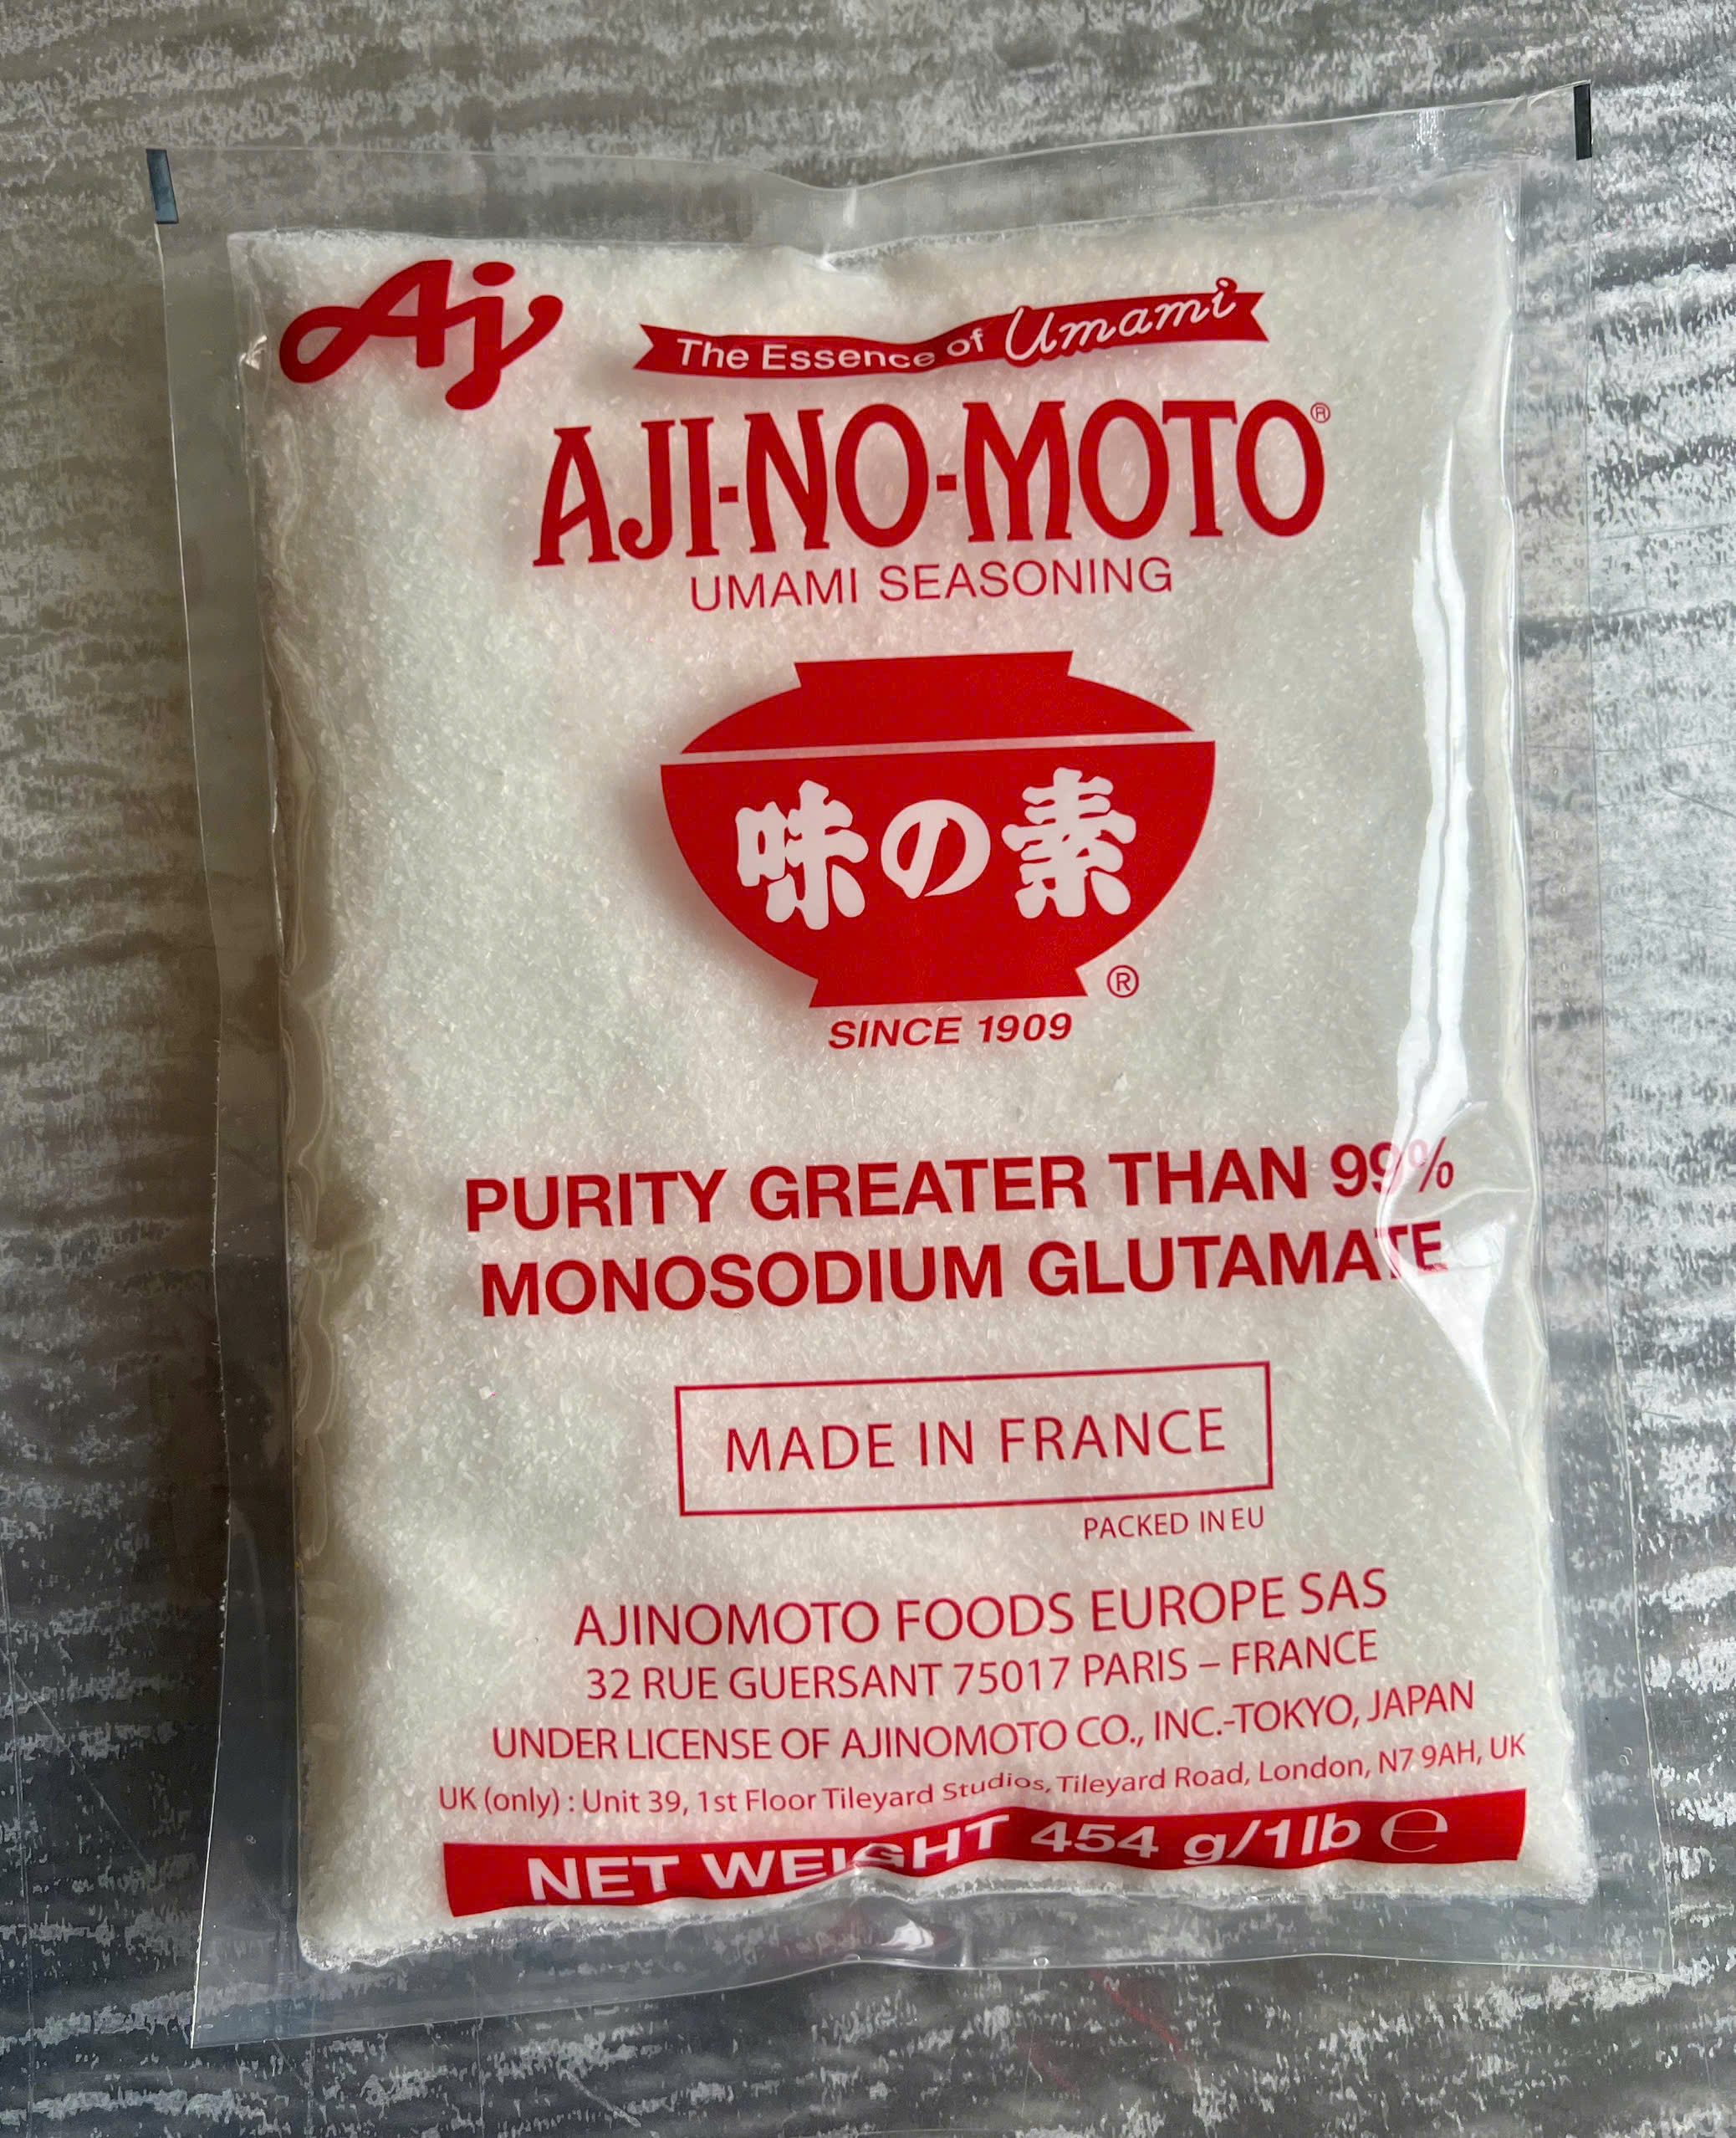 Aj
The Essence of Umami
AJI-NO-MOTO®
UMAMI SEASONING
味の素
®
SINCE 1909
PURITY GREATER THAN 99%
MONOSODIUM GLUTAMATE
MADE IN FRANCE
PACKED IN EU
AJINOMOTO FOODS EUROPE SAS
32 RUE GUERSANT 75017 PARIS – FRANCE
UNDER LICENSE OF AJINOMOTO CO., INC.-TOKYO, JAPAN
UK (only) : Unit 39, 1st Floor Tileyard Studios, Tileyard Road, London, N7 9AH, UK
NET WEIGHT 454 g/1lb ℮